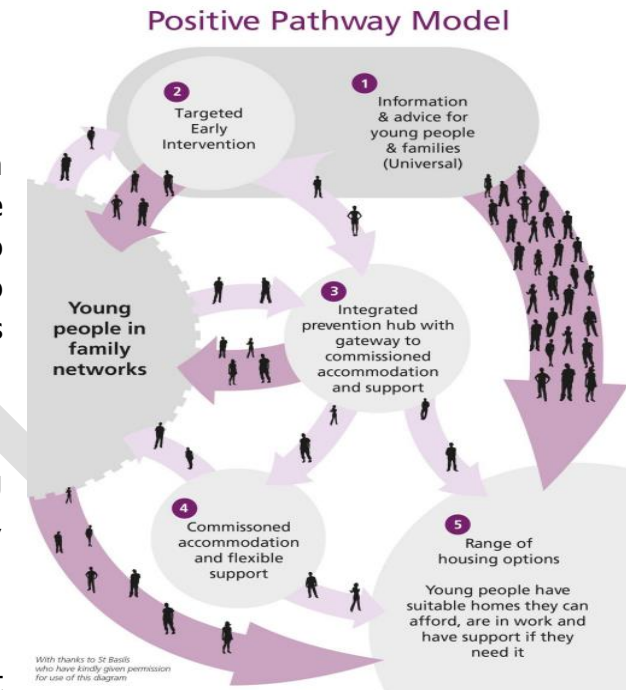 Positive Pathway Model
1
Information
& advice for
young people
& families
(Universal)
2
Targeted
Early
Intervention
Young
people in
family
networks
3
Integrated
prevention hub with
gateway to
commissioned
accommodation
and support
4
Commissoned
accommodation
and flexible
support
5
Range of
housing options
Young people have
suitable homes they can
afford, are in work and
have support if they
need it
With thanks to St Basils
who have kindly given permission
for use of this diagram